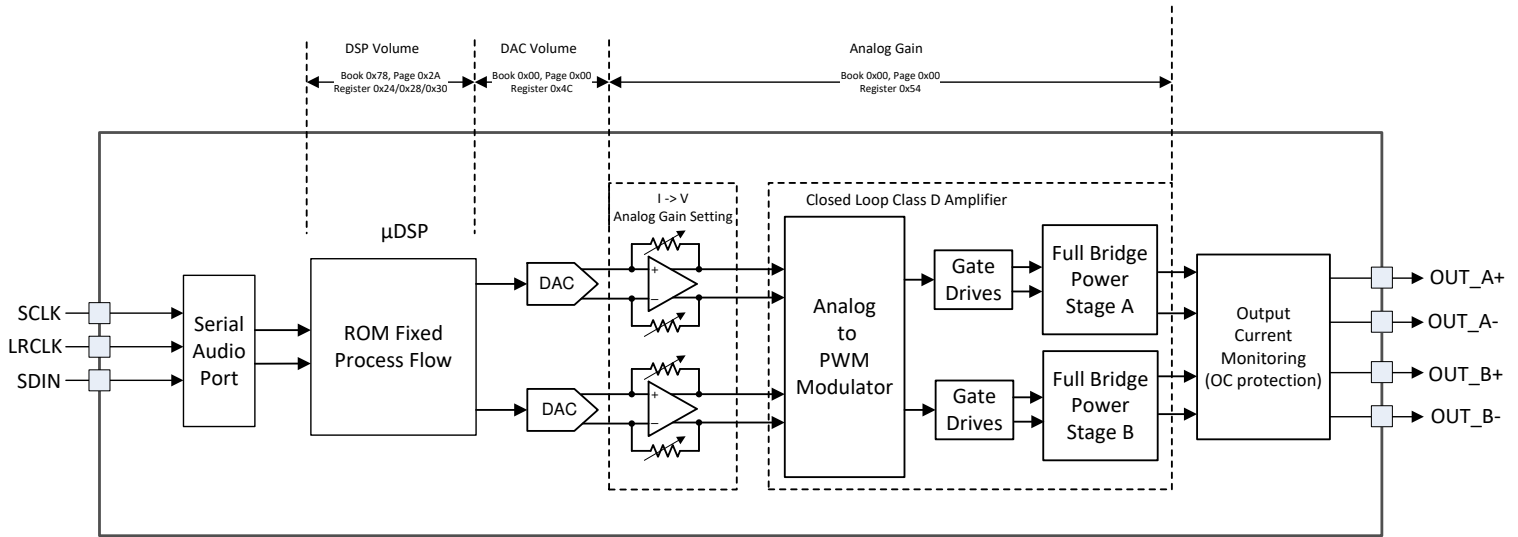 DSP Volume
Book 0x78, Page 0x2A
Register 0x24/0x28/0x30
DAC Volume
Book 0x00, Page 0x00
Register 0x4C
Analog Gain
Book 0x00, Page 0x00
Register 0x54
I -> V
Analog Gain Setting
Closed Loop Class D Amplifier
µDSP
SCLK
LRCLK
SDIN
Serial
Audio
Port
ROM Fixed
Process Flow
DAC
+
−
DAC
+
−
Analog
to
PWM
Modulator
Gate
Drives
Full Bridge
Power
Stage A
Gate
Drives
Full Bridge
Power
Stage B
Output
Current
Monitoring
(OC protection)
OUT_A+
OUT_A-
OUT_B+
OUT_B-